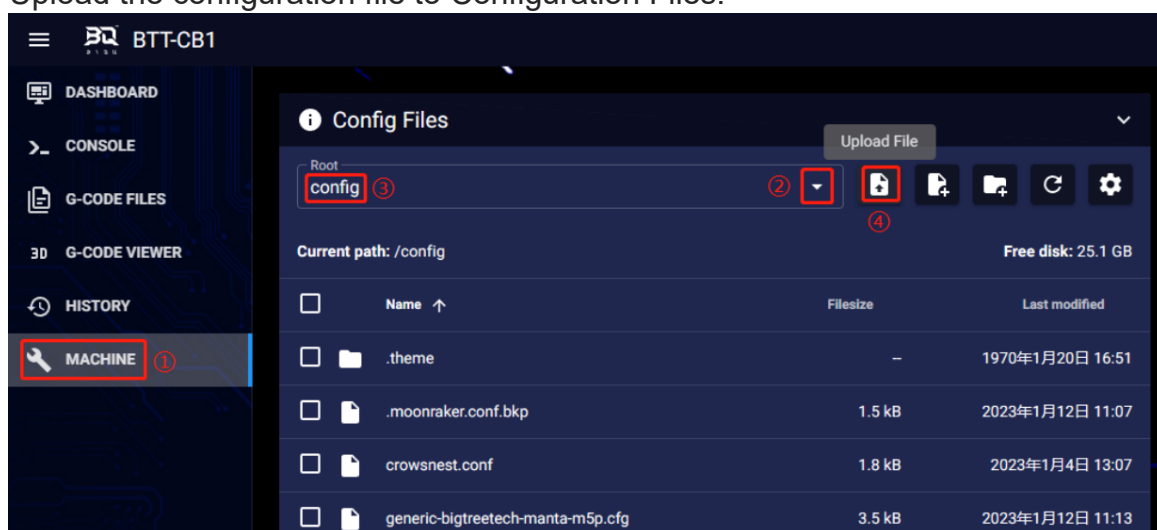 Upload the configuration file to Configuration Files.
BTT-CB1
DASHBOARD
CONSOLE
G-CODE FILES
3D G-CODE VIEWER
HISTORY
MACHINE ①
Config Files
Upload File
Root
config ③
②
④
Current path: /config
Free disk: 25.1 GB
Name ↑ Filesize Last modified
.theme -- 1970年1月20日 16:51
.moonraker.conf.bkp 1.5 kB 2023年1月12日 11:07
crowsnest.conf 1.8 kB 2023年1月4日 13:07
generic-bigtreetech-manta-m5p.cfg 3.5 kB 2023年1月12日 11:13